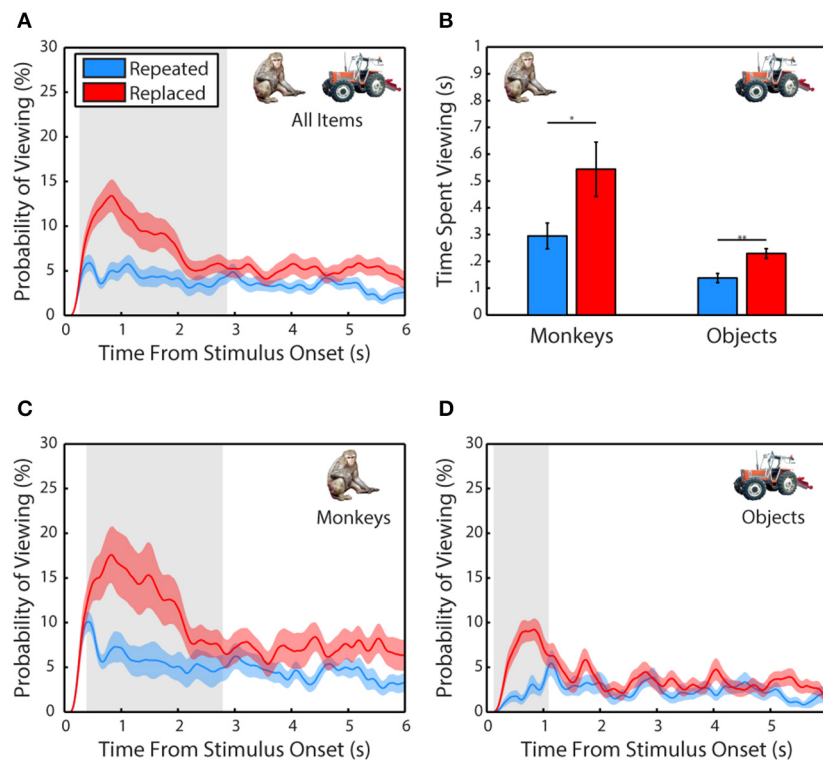 A
Probability of Viewing (%)
30
25
20
15
10
5
0
Repeated
Replaced
All Items
0 1 2 3 4 5 6
Time From Stimulus Onset (s)
B
Time Spent Viewing (s)
1
.9
.8
.7
.6
.5
.4
.3
.2
.1
0
*
**
Monkeys Objects
C
Probability of Viewing (%)
30
25
20
15
10
5
0
Monkeys
0 1 2 3 4 5 6
Time From Stimulus Onset (s)
D
Probability of Viewing (%)
30
25
20
15
10
5
0
Objects
0 1 2 3 4 5
Time From Stimulus Onset (s)